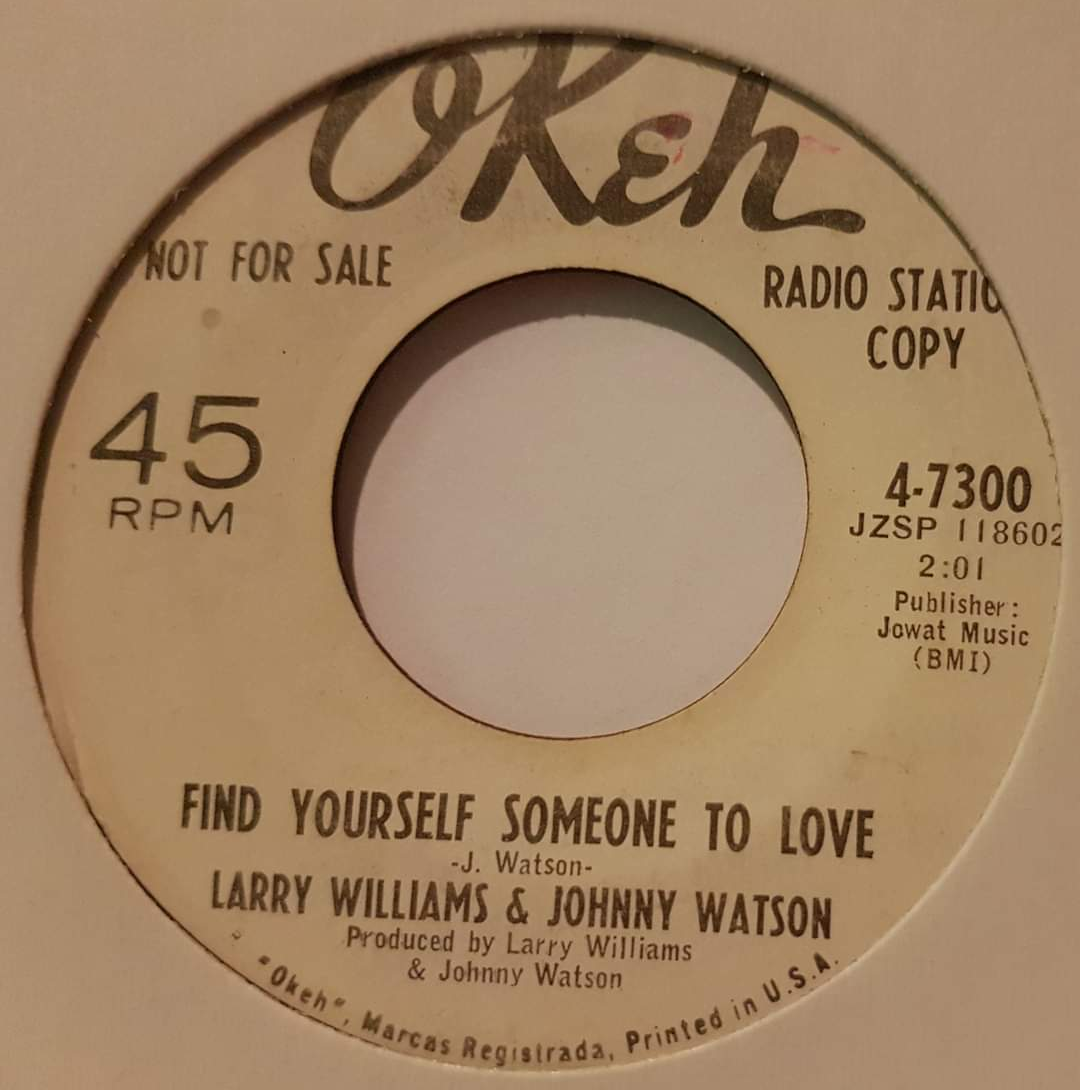 OKeh
NOT FOR SALE
RADIO STATIO
COPY
45
RPM
4-7300
JZSP 118602
2:01
Publisher:
Jowat Music
(BMI)
FIND YOURSELF SOMEONE TO LOVE
-J. Watson-
LARRY WILLIAMS & JOHNNY WATSON
Produced by Larry Williams
& Johnny Watson
"Okeh", Marcas Registrada, Printed in U.S.A.